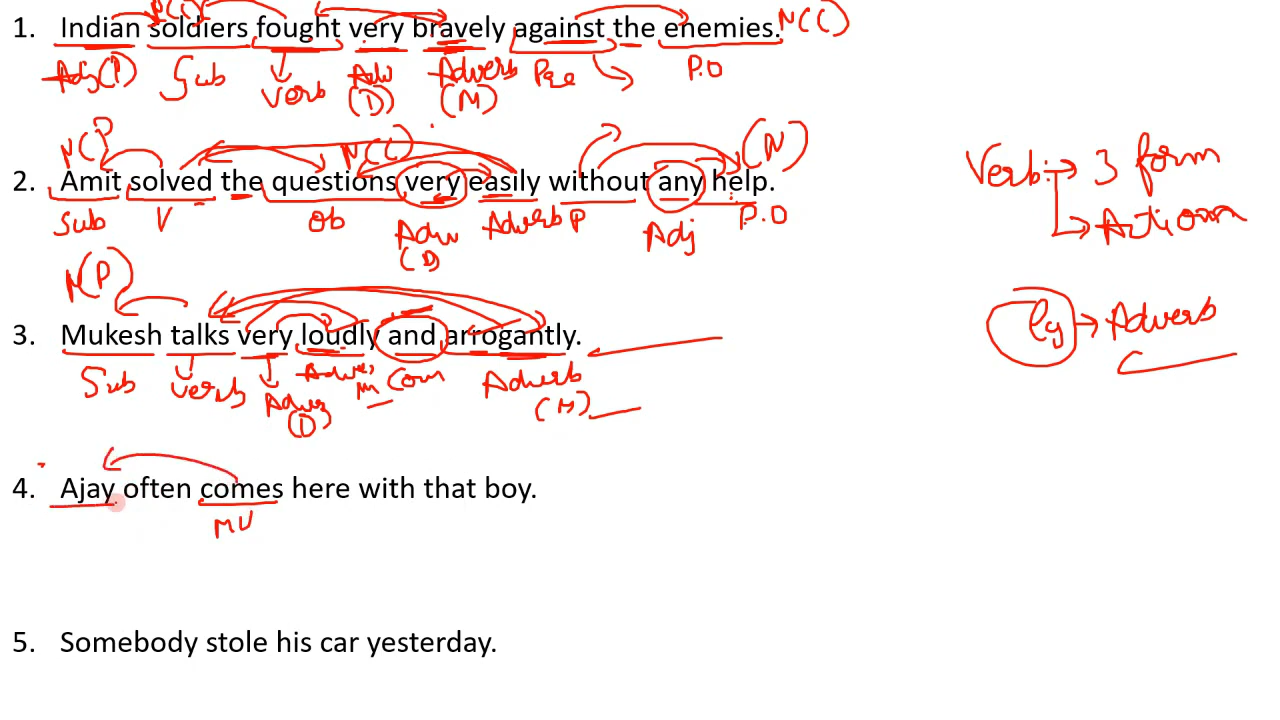 N(C)
N(C)
1. Indian soldiers fought very bravely against the enemies.
Adj(P) Sub Verb Adv Adverb Pre P.O
(D) (M)
N(P) N(C) (N)
2. Amit solved the questions very easily without any help.
Sub V Ob Adv Adverb P Adj P.O
(D)
Verb: → 3 form
→ Action
N(P)
3. Mukesh talks very loudly and arrogantly.
Sub Verb Adver Adver Con Adverb
(D) M (M)
ly → Adverb
4. Ajay often comes here with that boy.
MV
5. Somebody stole his car yesterday.